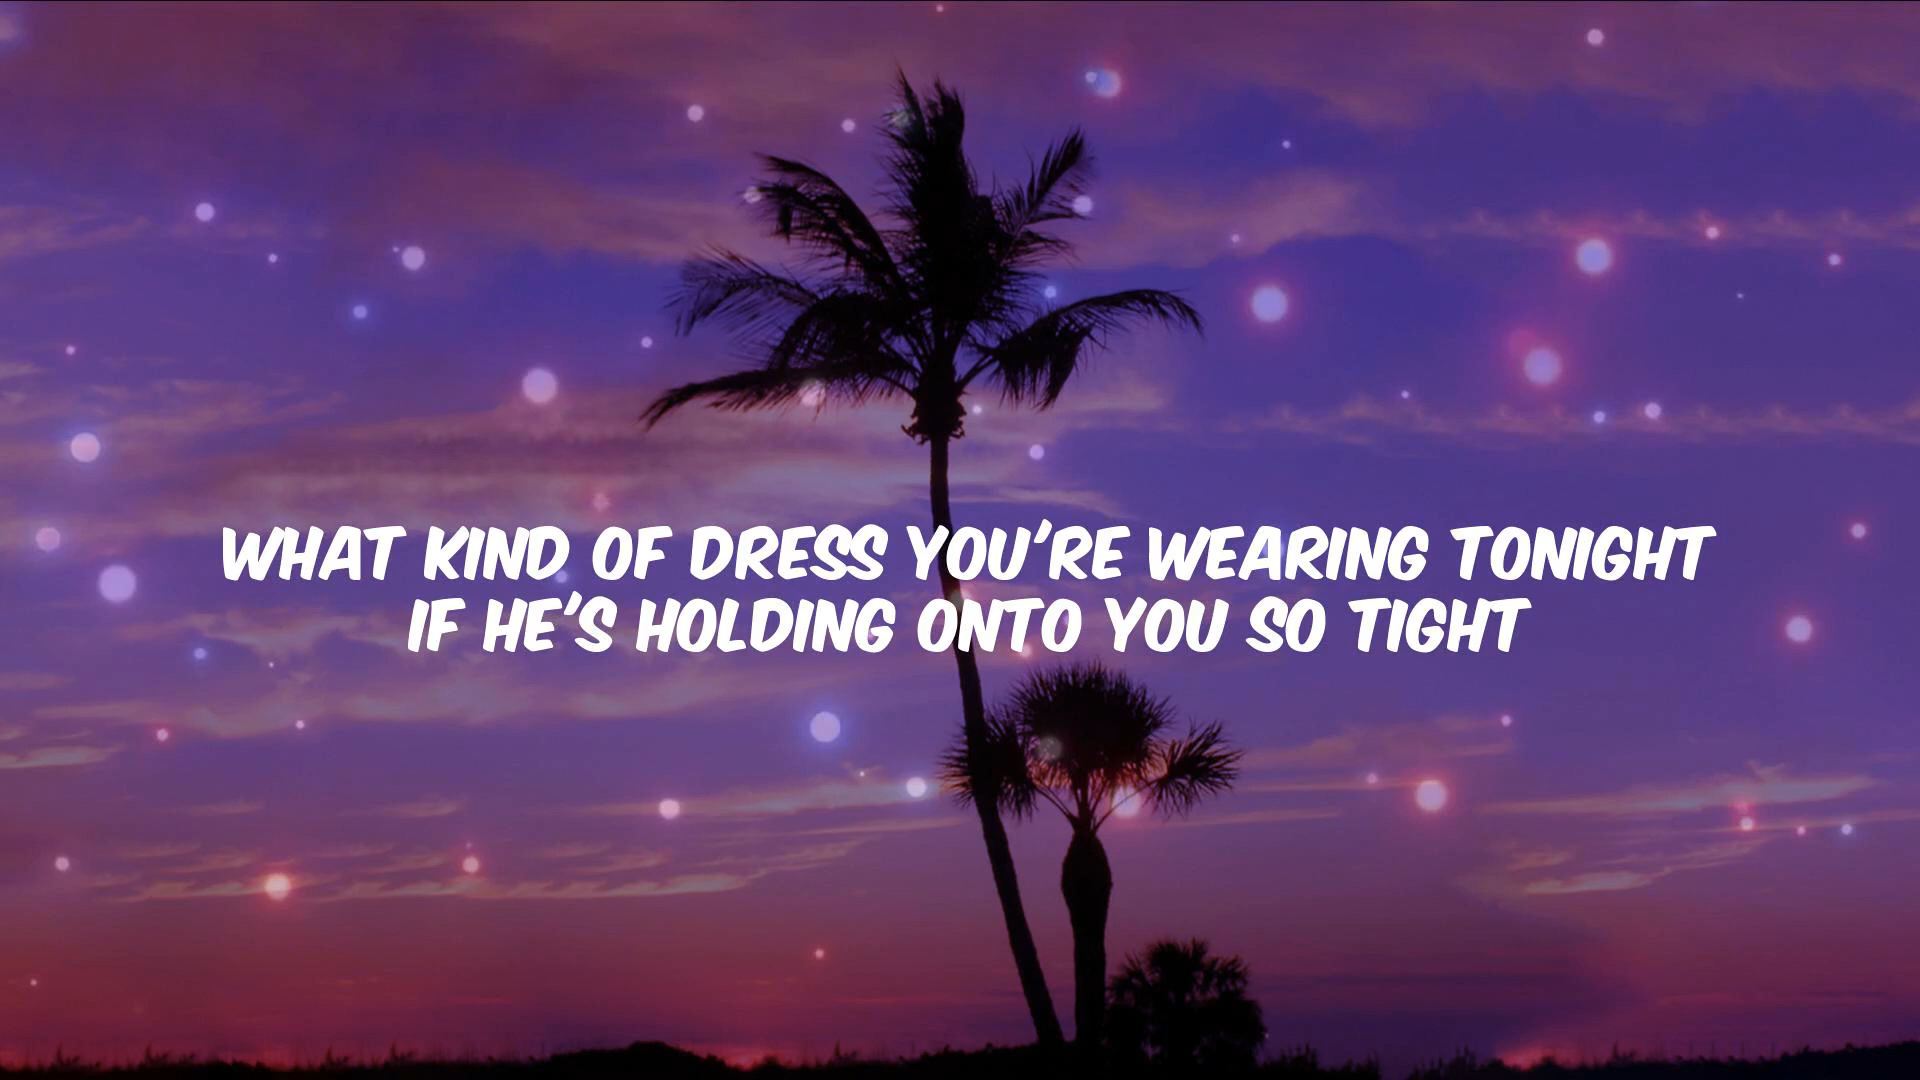 WHAT KIND OF DRESS YOU'RE WEARING TONIGHT
IF HE'S HOLDING ONTO YOU SO TIGHT